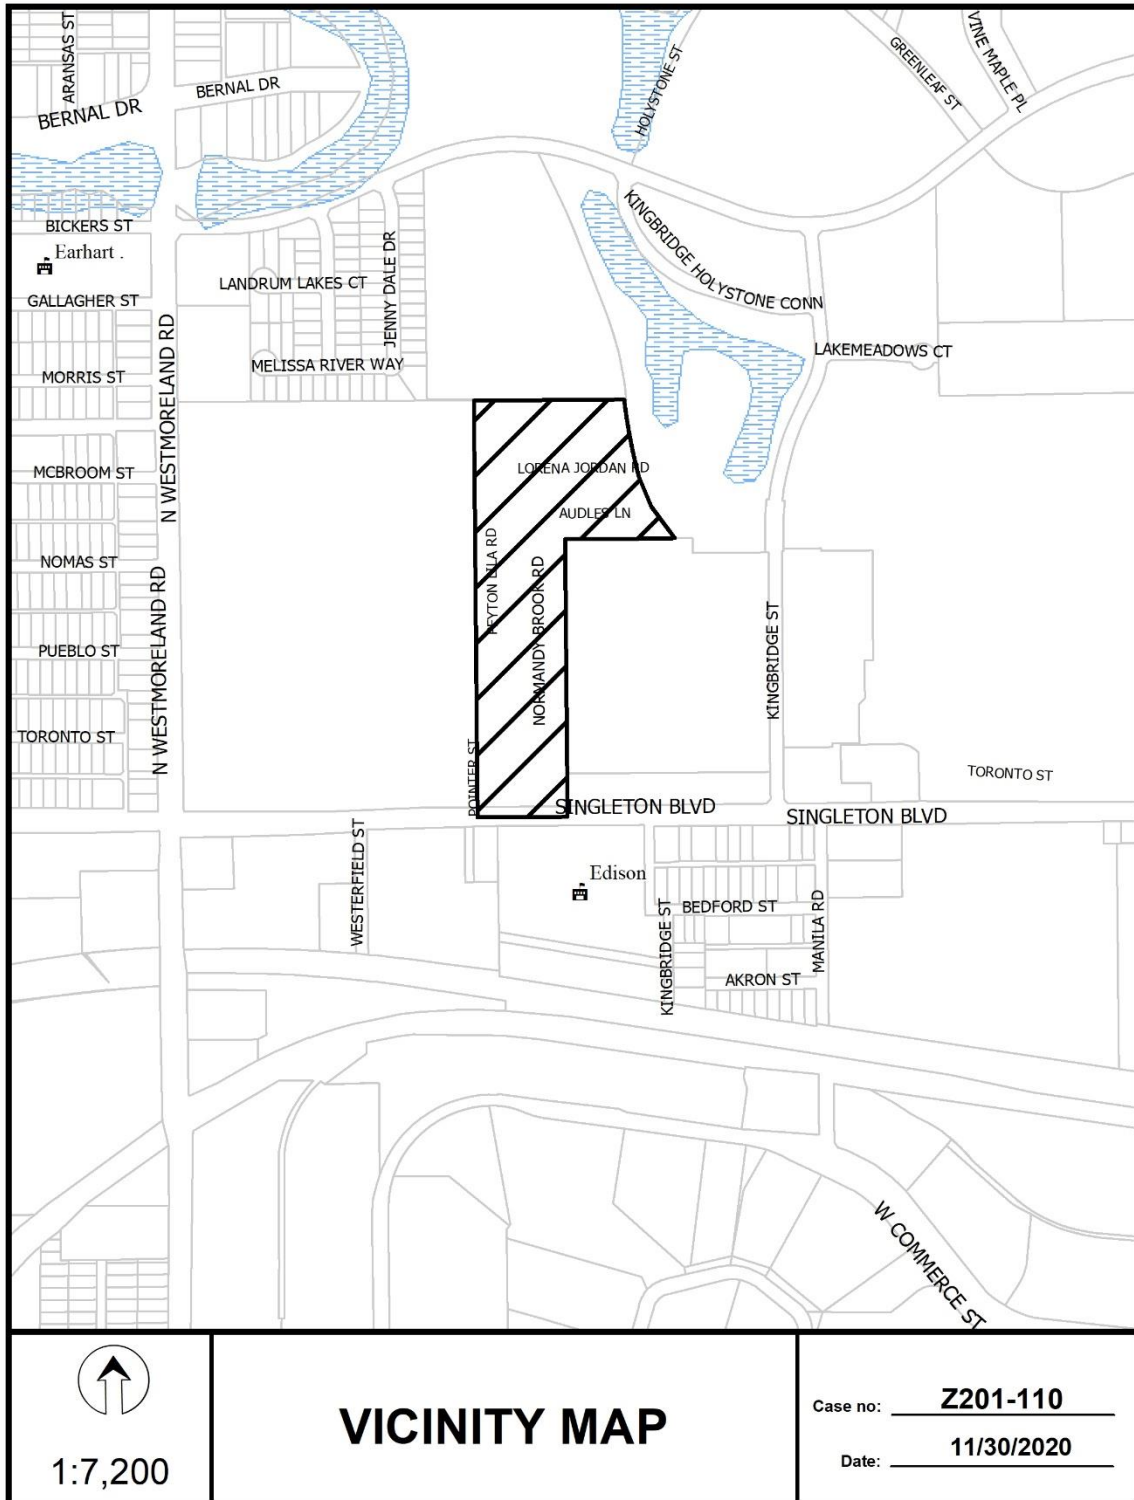 ARANSAS ST
BERNAL DR
BERNAL DR
HOLYSTONE ST
GREENLEAF ST
VINE MAPLE PL
BICKERS ST
Earhart .
GALLAGHER ST
LANDRUM LAKES CT
JENNY DALE DR
KINGBRIDGE HOLYSTONE CONN
MORRIS ST
N WESTMORELAND RD
MELISSA RIVER WAY
LAKEMEADOWS CT
MCBROOM ST
LORENA JORDAN RD
AUDLES LN
NOMAS ST
PEYTON LILA RD
NORMANDY BROOK RD
PUEBLO ST
N WESTMORELAND RD
KINGBRIDGE ST
TORONTO ST
POINTER ST
TORONTO ST
SINGLETON BLVD
SINGLETON BLVD
WESTERFIELD ST
Edison
KINGBRIDGE ST
BEDFORD ST
MANILA RD
AKRON ST
W COMMERCE ST
1:7,200
VICINITY MAP
Case no: Z201-110
Date: 11/30/2020